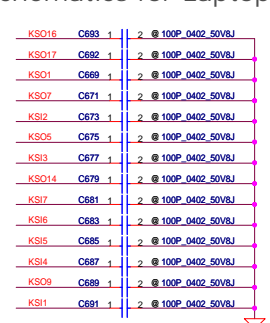 chematics for Laptop
KSO16 C693 1 2 @100P_0402_50V8J
KSO17 C692 1 2 @100P_0402_50V8J
KSO1 C669 1 2 @100P_0402_50V8J
KSO7 C671 1 2 @100P_0402_50V8J
KSI2 C673 1 2 @100P_0402_50V8J
KSO5 C675 1 2 @100P_0402_50V8J
KSI3 C677 1 2 @100P_0402_50V8J
KSO14 C679 1 2 @100P_0402_50V8J
KSI7 C681 1 2 @100P_0402_50V8J
KSI6 C683 1 2 @100P_0402_50V8J
KSI5 C685 1 2 @100P_0402_50V8J
KSI4 C687 1 2 @100P_0402_50V8J
KSO9 C689 1 2 @100P_0402_50V8J
KSI1 C691 1 2 @100P_0402_50V8J